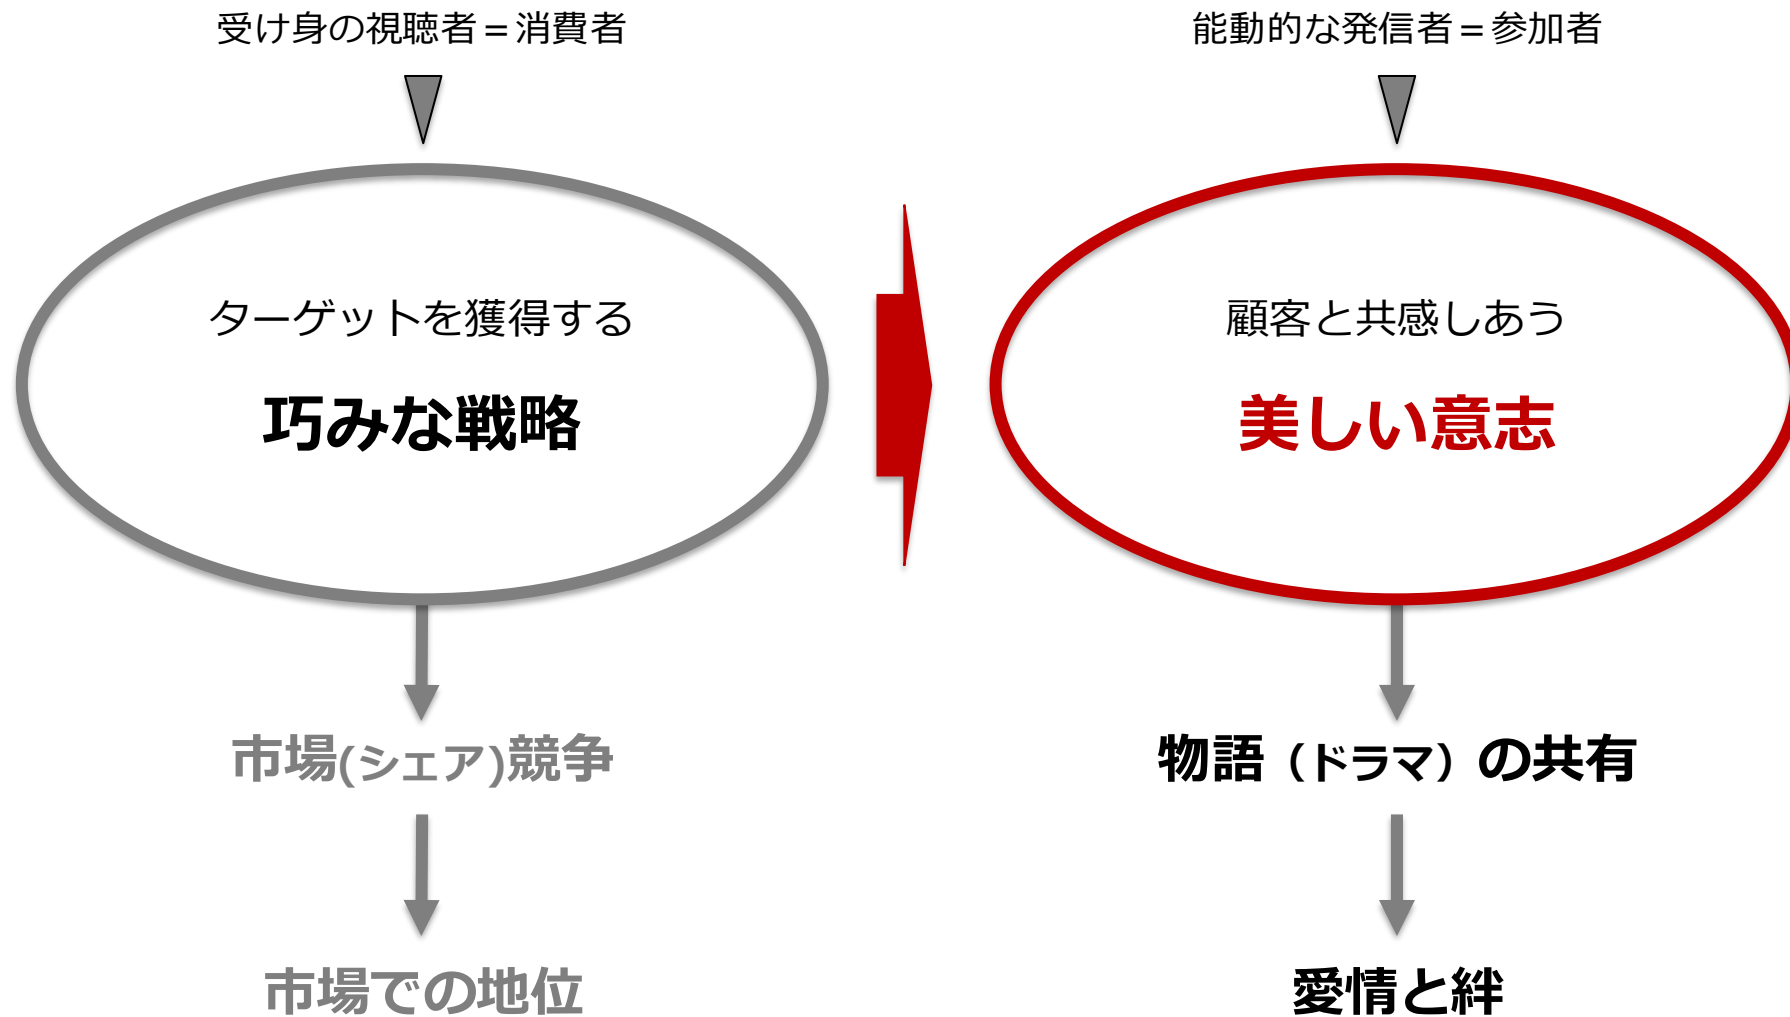 受け身の視聴者＝消費者
ターゲットを獲得する
巧みな戦略
市場(シェア)競争
市場での地位
能動的な発信者＝参加者
顧客と共感しあう
美しい意志
物語（ドラマ）の共有
愛情と絆